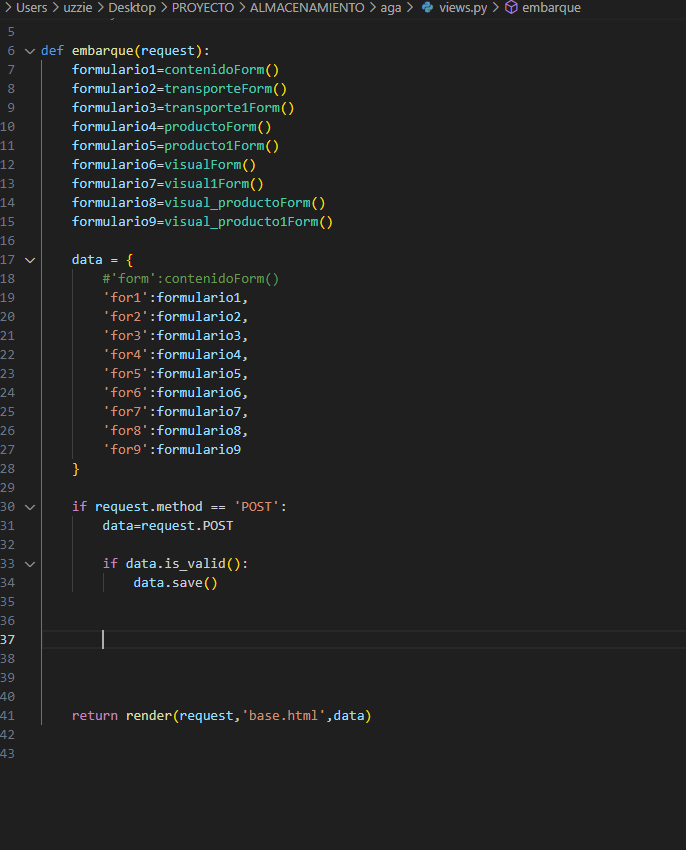 > Users > uzzie > Desktop > PROYECTO > ALMACENAMIENTO > aga > views.py > embarque
5
6 def embarque(request):
7     formulario1=contenidoForm()
8     formulario2=transporteForm()
9     formulario3=transporte1Form()
10     formulario4=productoForm()
11     formulario5=producto1Form()
12     formulario6=visualForm()
13     formulario7=visual1Form()
14     formulario8=visual_productoForm()
15     formulario9=visual_producto1Form()
16
17     data = {
18         #'form':contenidoForm()
19         'for1':formulario1,
20         'for2':formulario2,
21         'for3':formulario3,
22         'for4':formulario4,
23         'for5':formulario5,
24         'for6':formulario6,
25         'for7':formulario7,
26         'for8':formulario8,
27         'for9':formulario9
28     }
29
30     if request.method == 'POST':
31         data=request.POST
32
33         if data.is_valid():
34             data.save()
35
36
37
38
39
40
41     return render(request,'base.html',data)
42
43